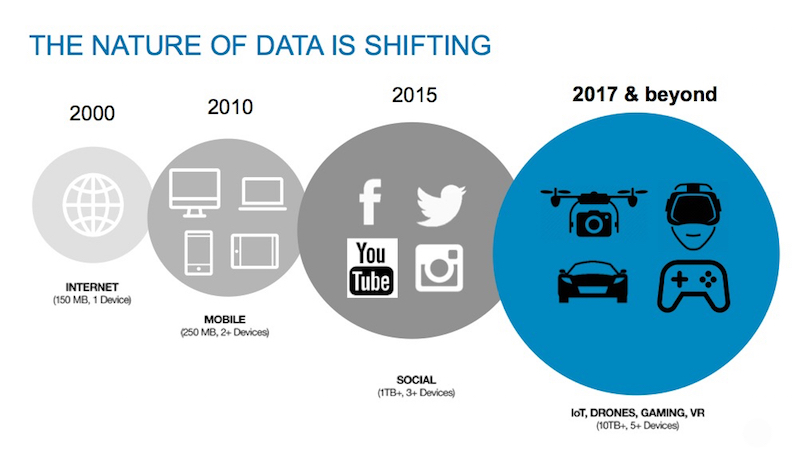 THE NATURE OF DATA IS SHIFTING
2000
2010
2015
2017 & beyond
You
Tube
INTERNET
(150 MB, 1 Device)
MOBILE
(250 MB, 2+ Devices)
SOCIAL
(1TB+, 3+ Devices)
IoT, DRONES, GAMING, VR
(10TB+, 5+ Devices)